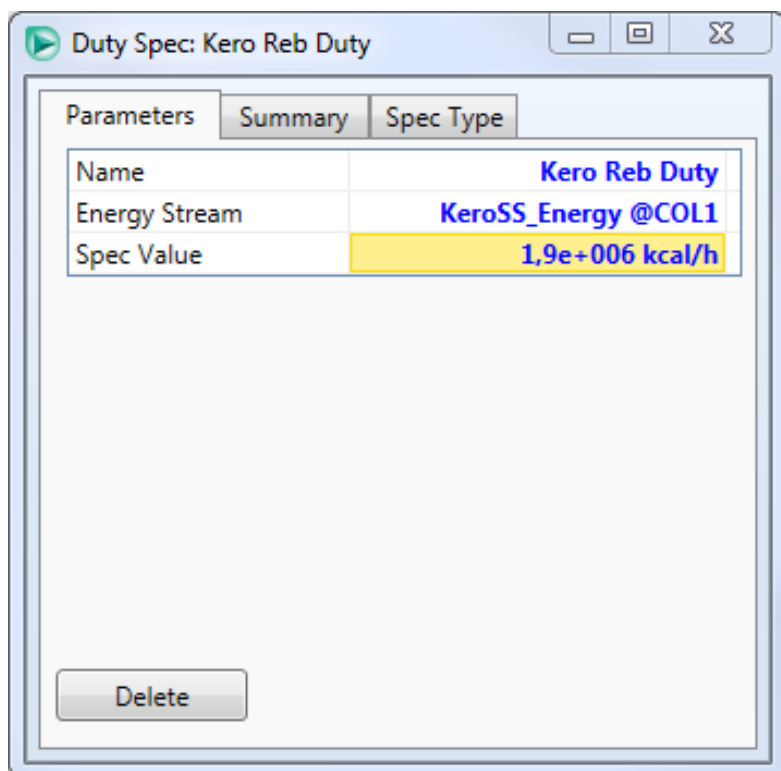 Duty Spec: Kero Reb Duty
Parameters Summary Spec Type
Name Kero Reb Duty
Energy Stream KeroSS_Energy @COL1
Spec Value 1,9e+006 kcal/h
Delete